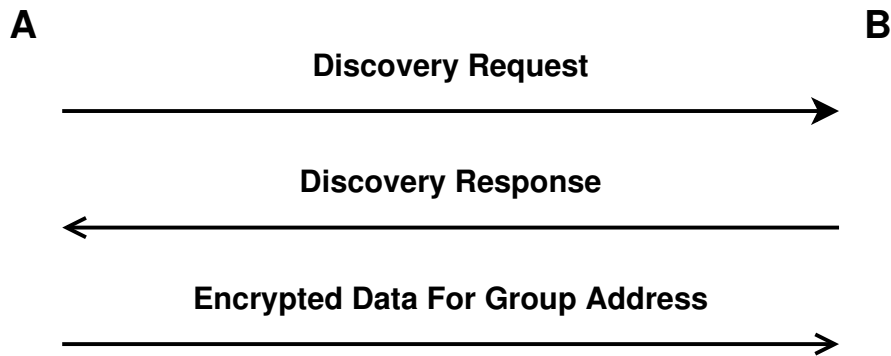 A
B
Discovery Request
Discovery Response
Encrypted Data For Group Address